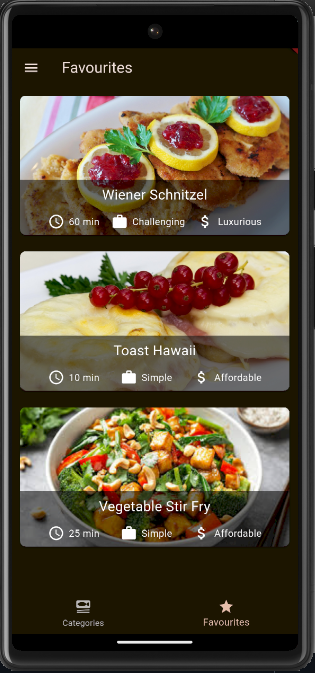 Favourites
Wiener Schnitzel
60 min Challenging $ Luxurious
Toast Hawaii
10 min Simple $ Affordable
Vegetable Stir Fry
25 min Simple $ Affordable
Categories Favourites